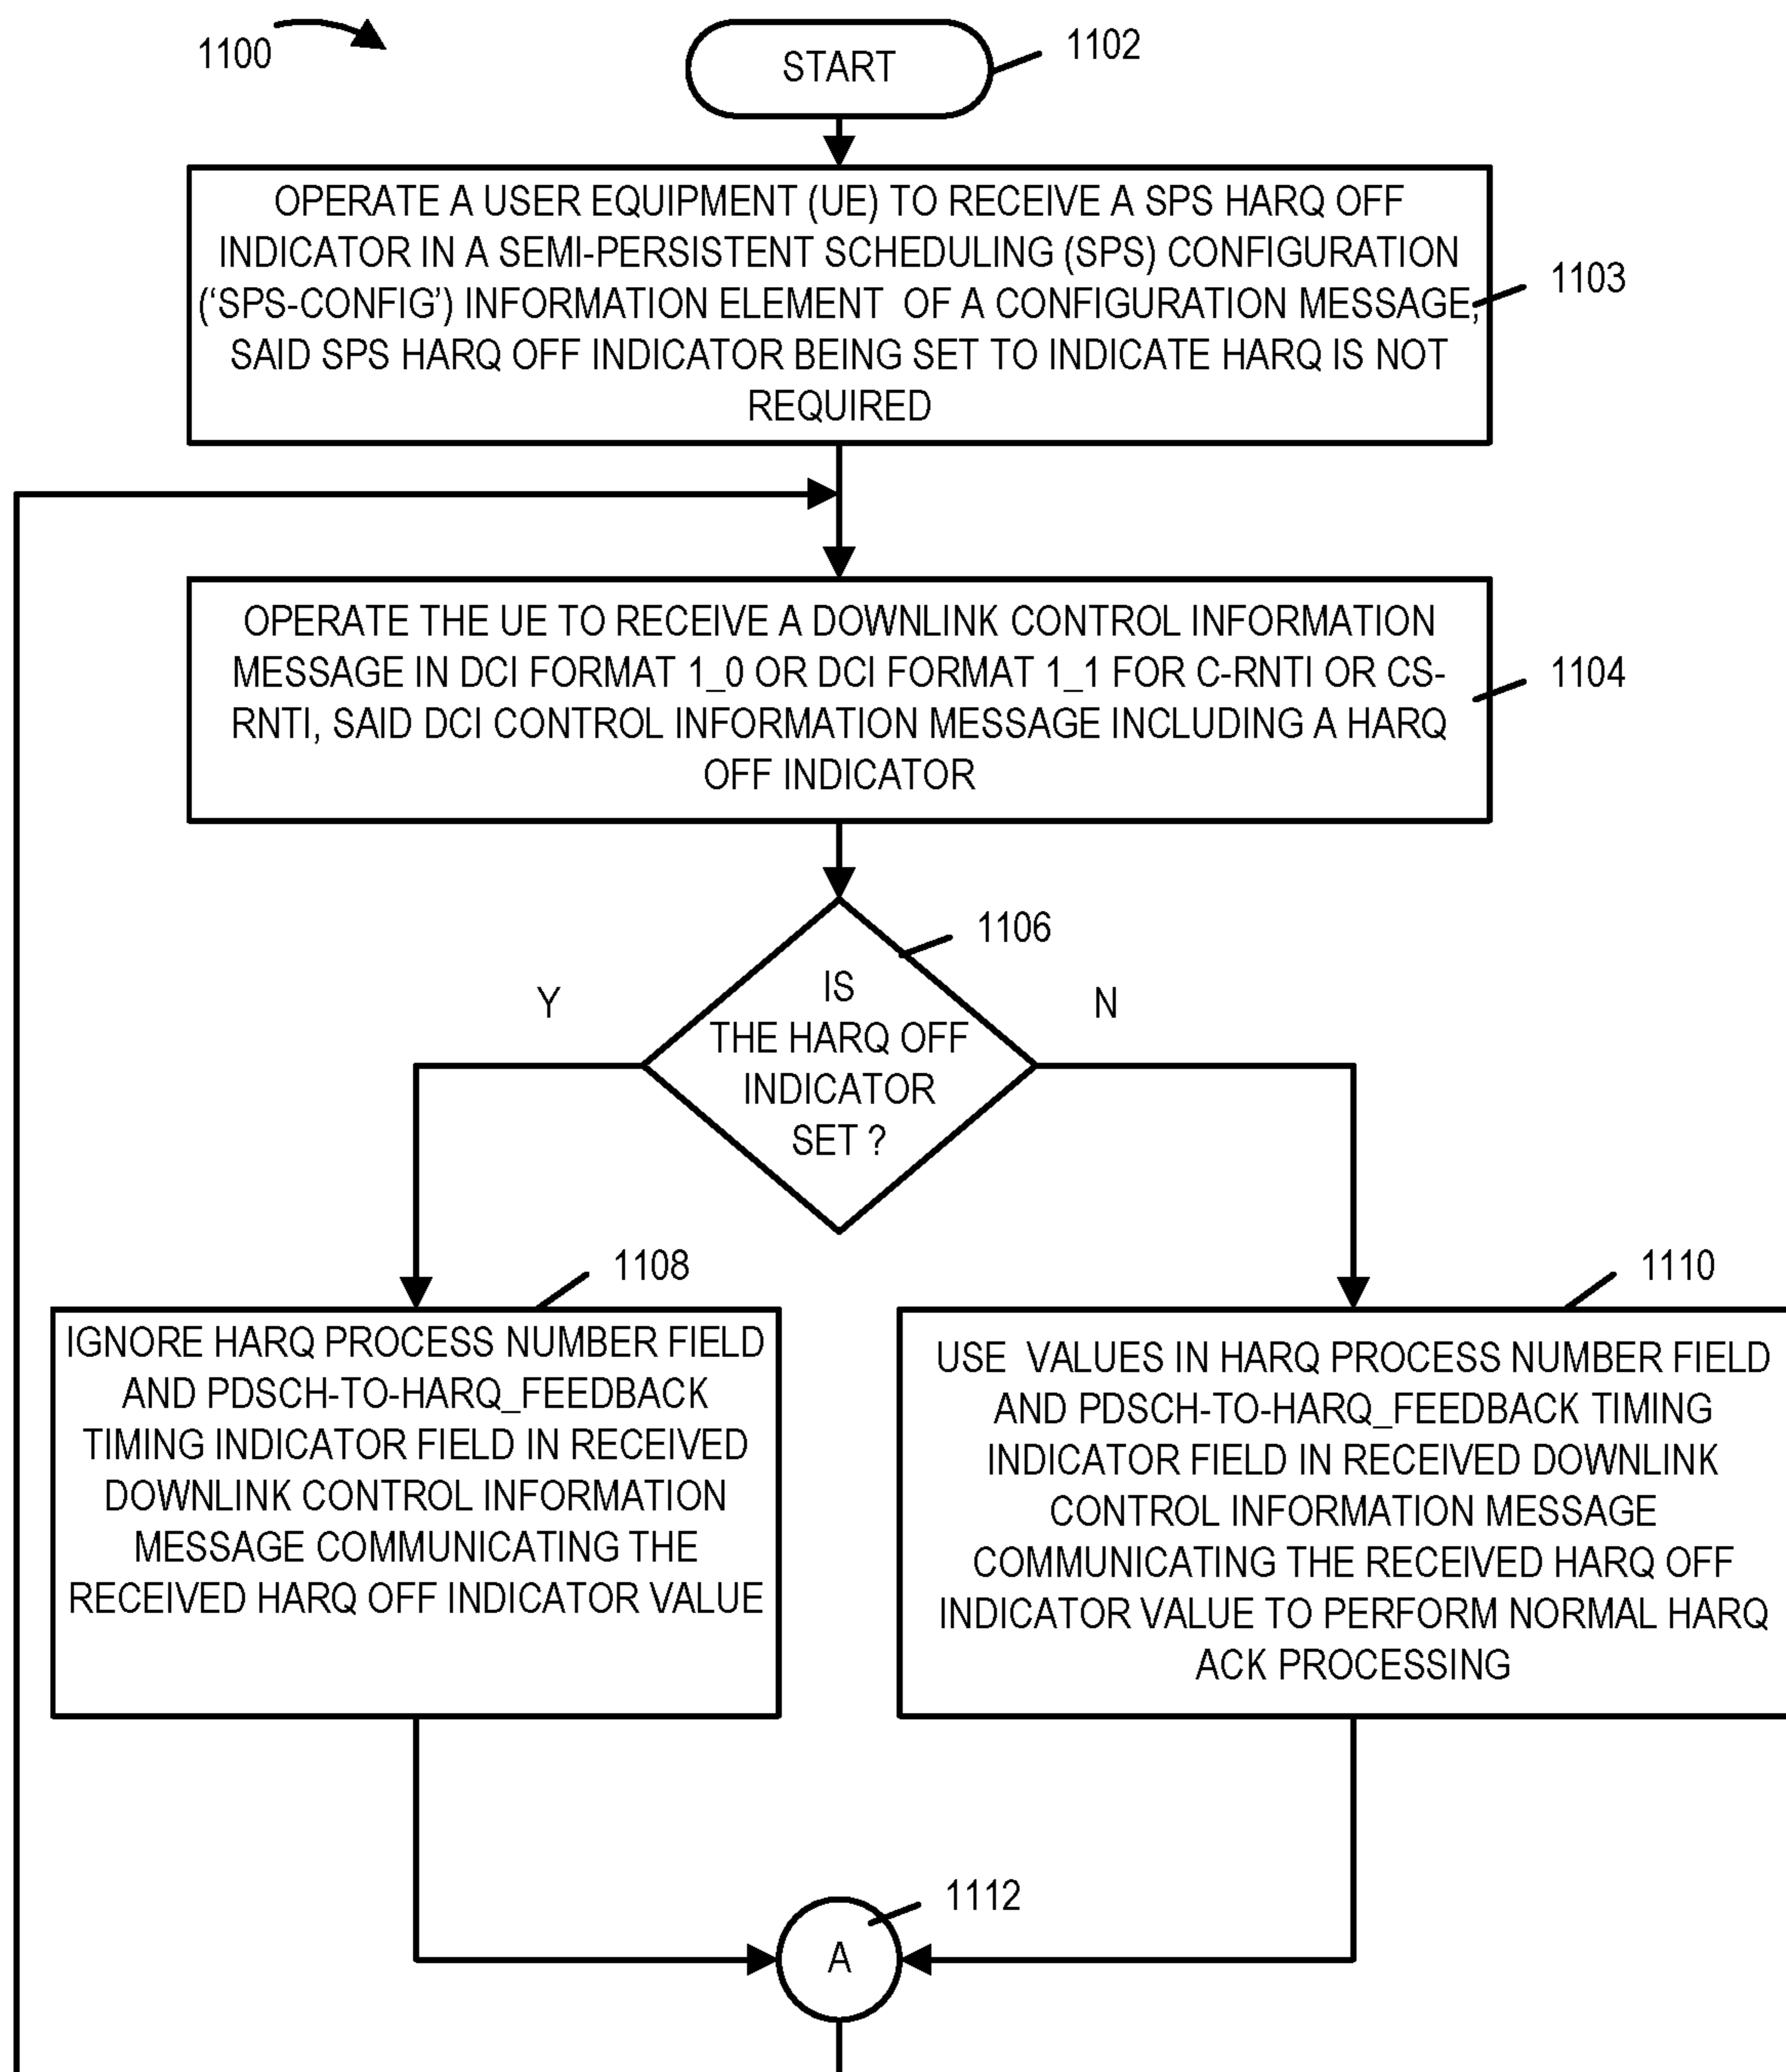 1100
START
1102
OPERATE A USER EQUIPMENT (UE) TO RECEIVE A SPS HARQ OFF
INDICATOR IN A SEMI-PERSISTENT SCHEDULING (SPS) CONFIGURATION
(‘SPS-CONFIG’) INFORMATION ELEMENT OF A CONFIGURATION MESSAGE,
SAID SPS HARQ OFF INDICATOR BEING SET TO INDICATE HARQ IS NOT
REQUIRED
1103
OPERATE THE UE TO RECEIVE A DOWNLINK CONTROL INFORMATION
MESSAGE IN DCI FORMAT 1_0 OR DCI FORMAT 1_1 FOR C-RNTI OR CS-
RNTI, SAID DCI CONTROL INFORMATION MESSAGE INCLUDING A HARQ
OFF INDICATOR
1104
1106
IS
THE HARQ OFF
INDICATOR
SET ?
Y
N
1108
IGNORE HARQ PROCESS NUMBER FIELD
AND PDSCH-TO-HARQ_FEEDBACK
TIMING INDICATOR FIELD IN RECEIVED
DOWNLINK CONTROL INFORMATION
MESSAGE COMMUNICATING THE
RECEIVED HARQ OFF INDICATOR VALUE
1110
USE VALUES IN HARQ PROCESS NUMBER FIELD
AND PDSCH-TO-HARQ_FEEDBACK TIMING
INDICATOR FIELD IN RECEIVED DOWNLINK
CONTROL INFORMATION MESSAGE
COMMUNICATING THE RECEIVED HARQ OFF
INDICATOR VALUE TO PERFORM NORMAL HARQ
ACK PROCESSING
1112
A